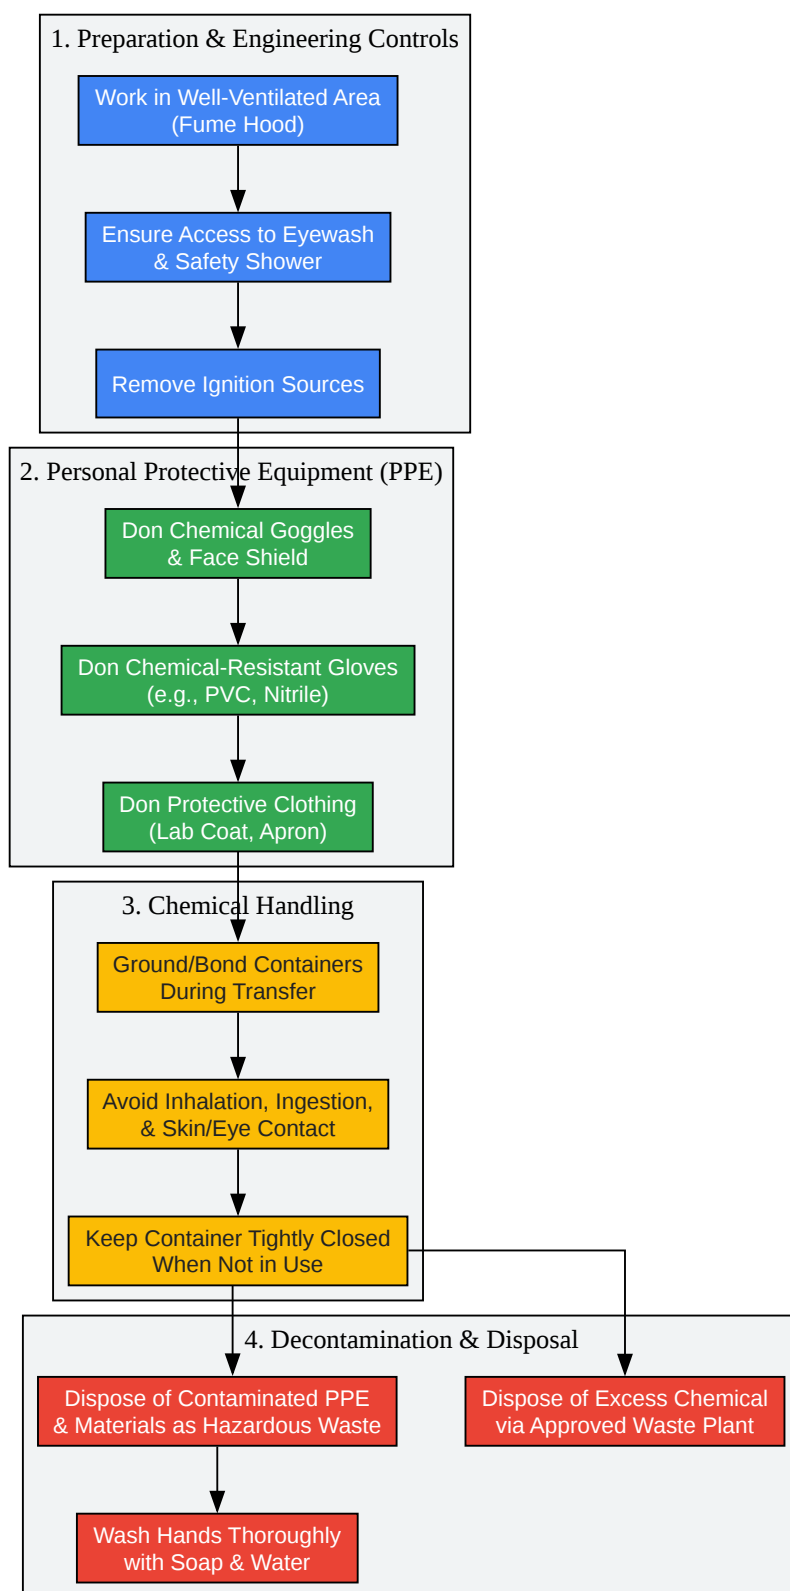 1. Preparation & Engineering Controls
Work in Well-Ventilated Area
(Fume Hood)
Ensure Access to Eyewash
& Safety Shower
Remove Ignition Sources
2. Personal Protective Equipment (PPE)
Don Chemical Goggles
& Face Shield
Don Chemical-Resistant Gloves
(e.g., PVC, Nitrile)
Don Protective Clothing
(Lab Coat, Apron)
3. Chemical Handling
Ground/Bond Containers
During Transfer
Avoid Inhalation, Ingestion,
& Skin/Eye Contact
Keep Container Tightly Closed
When Not in Use
4. Decontamination & Disposal
Dispose of Contaminated PPE
& Materials as Hazardous Waste
Dispose of Excess Chemical
via Approved Waste Plant
Wash Hands Thoroughly
with Soap & Water